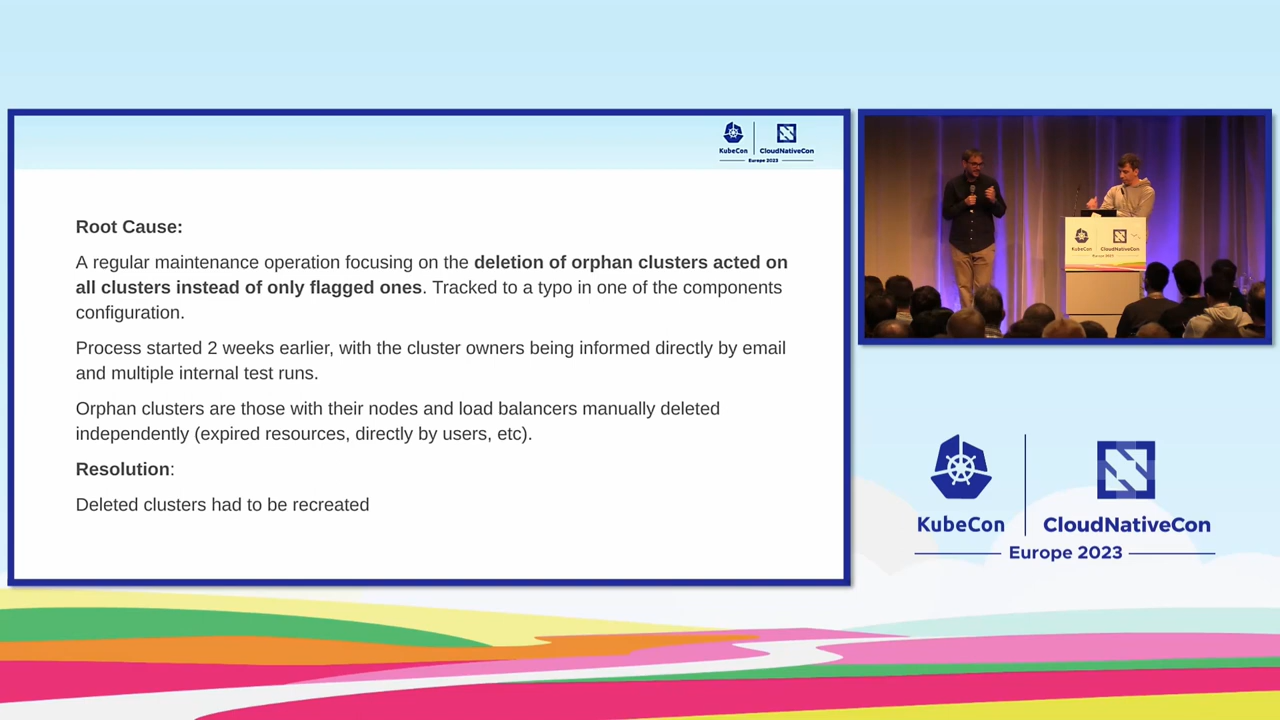 KubeCon
CloudNativeCon
Europe 2023
Root Cause:
A regular maintenance operation focusing on the deletion of orphan clusters acted on
all clusters instead of only flagged ones. Tracked to a typo in one of the components
configuration.
Process started 2 weeks earlier, with the cluster owners being informed directly by email
and multiple internal test runs.
Orphan clusters are those with their nodes and load balancers manually deleted
independently (expired resources, directly by users, etc).
Resolution:
Deleted clusters had to be recreated
KubeCon
CloudNativeCon
Europe 2023
KubeCon
CloudNativeCon
Europe 2023